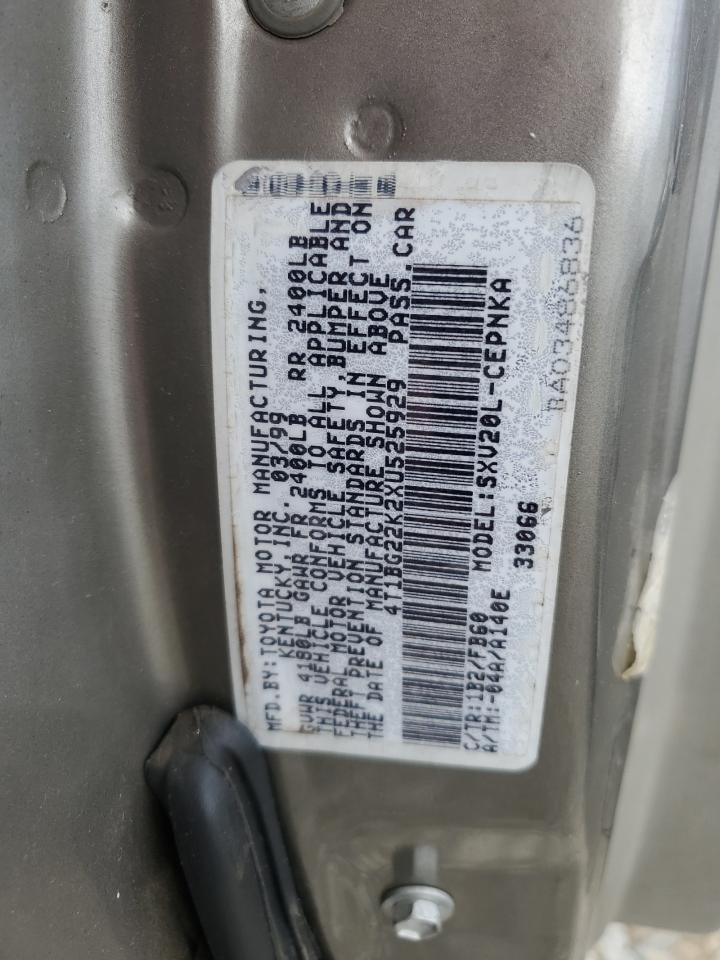 MFD.BY:TOYOTA MOTOR MANUFACTURING,
KENTUCKY,INC. 03/99
GVWR 4180LB GAWR FR 2400LB RR 2400LB
THIS VEHICLE CONFORMS TO ALL APPLICABLE
FEDERAL MOTOR VEHICLE SAFETY,BUMPER AND
THEFT PREVENTION STANDARDS IN EFFECT ON
THE DATE OF MANUFACTURE SHOWN ABOVE
4T1BG22K2XU525929 PASS.CAR
C/TR:1B2/FB60 MODEL:SXV20L-CEPNKA
A/TM:-04A/A140E 33066
BA03486836